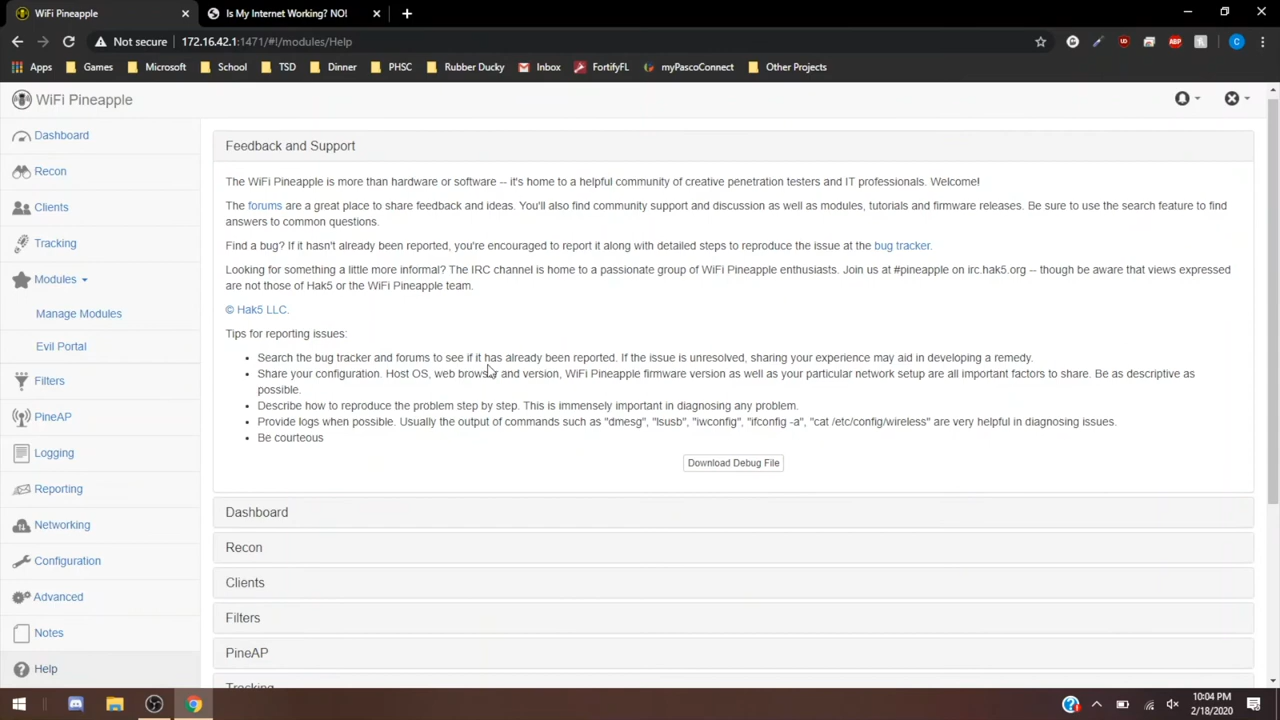 WiFi Pineapple
Is My Internet Working? NO!
Not secure | 172.16.42.1:1471/#!/modules/Help
Apps Games Microsoft School TSD Dinner PHSC Rubber Ducky Inbox FortifyFL myPascoConnect Other Projects
WiFi Pineapple
Dashboard
Recon
Clients
Tracking
Modules
Manage Modules
Evil Portal
Filters
PineAP
Logging
Reporting
Networking
Configuration
Advanced
Notes
Help
Feedback and Support
The WiFi Pineapple is more than hardware or software -- it's home to a helpful community of creative penetration testers and IT professionals. Welcome!
The forums are a great place to share feedback and ideas. You'll also find community support and discussion as well as modules, tutorials and firmware releases. Be sure to use the search feature to find
answers to common questions.
Find a bug? If it hasn't already been reported, you're encouraged to report it along with detailed steps to reproduce the issue at the bug tracker.
Looking for something a little more informal? The IRC channel is home to a passionate group of WiFi Pineapple enthusiasts. Join us at #pineapple on irc.hak5.org -- though be aware that views expressed
are not those of Hak5 or the WiFi Pineapple team.
© Hak5 LLC.
Tips for reporting issues:
• Search the bug tracker and forums to see if it has already been reported. If the issue is unresolved, sharing your experience may aid in developing a remedy.
• Share your configuration. Host OS, web browser and version, WiFi Pineapple firmware version as well as your particular network setup are all important factors to share. Be as descriptive as
possible.
• Describe how to reproduce the problem step by step. This is immensely important in diagnosing any problem.
• Provide logs when possible. Usually the output of commands such as "dmesg", "lsusb", "iwconfig", "ifconfig -a", "cat /etc/config/wireless" are very helpful in diagnosing issues.
• Be courteous
Download Debug File
Dashboard
Recon
Clients
Filters
PineAP
Tracking
10:04 PM
2/18/2020